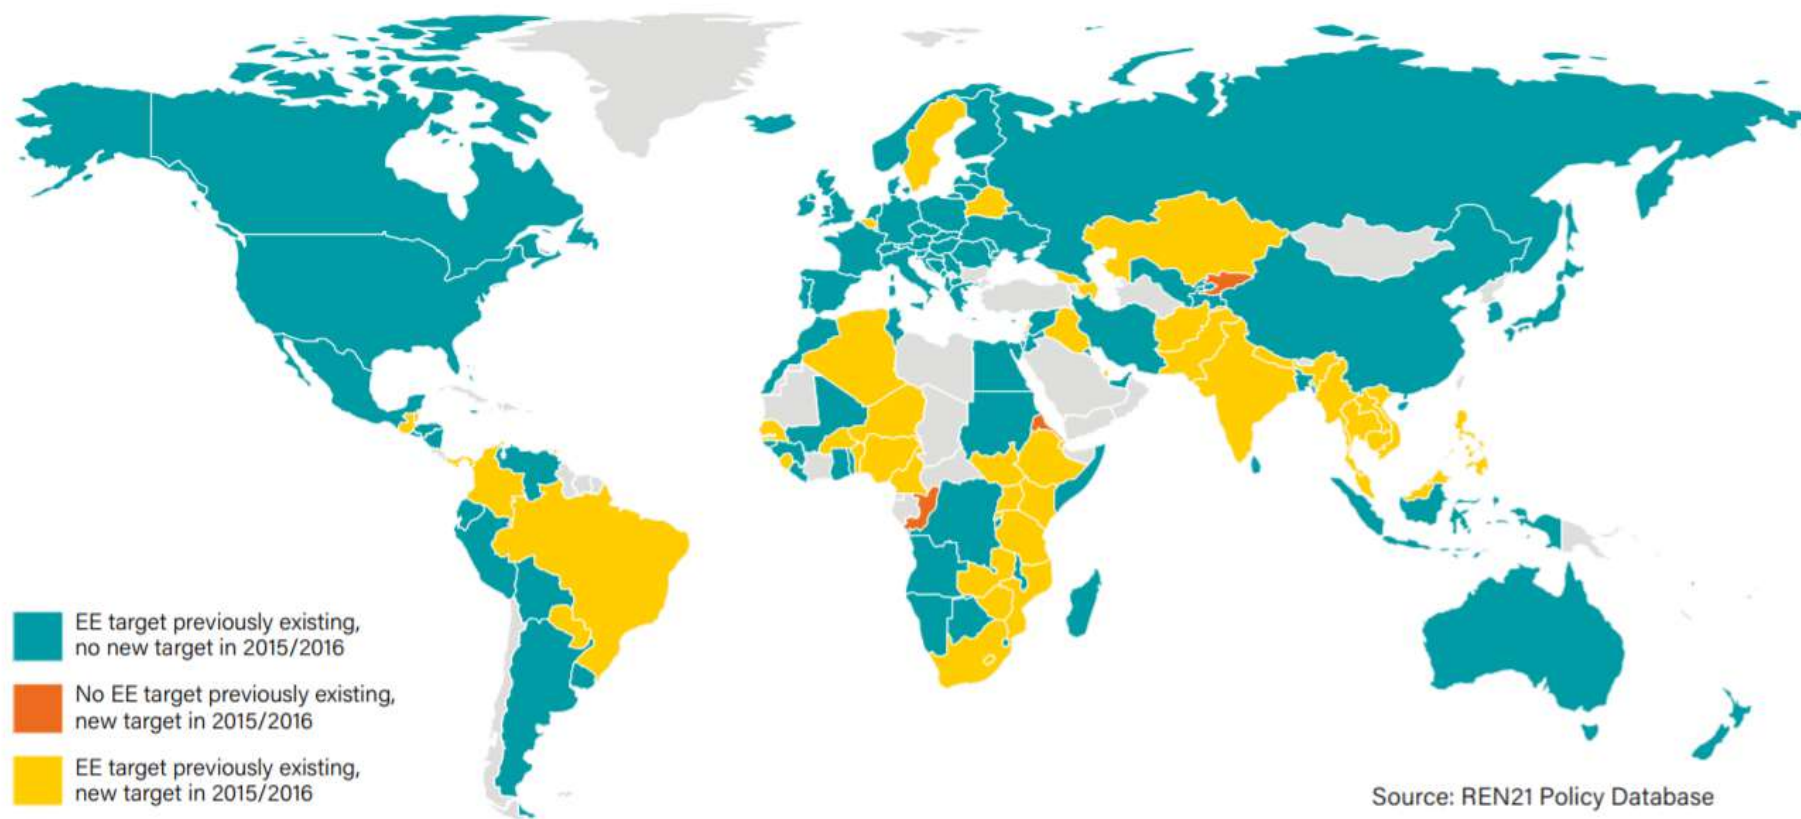 EE target previously existing,
no new target in 2015/2016
No EE target previously existing,
new target in 2015/2016
EE target previously existing,
new target in 2015/2016
Source: REN21 Policy Database